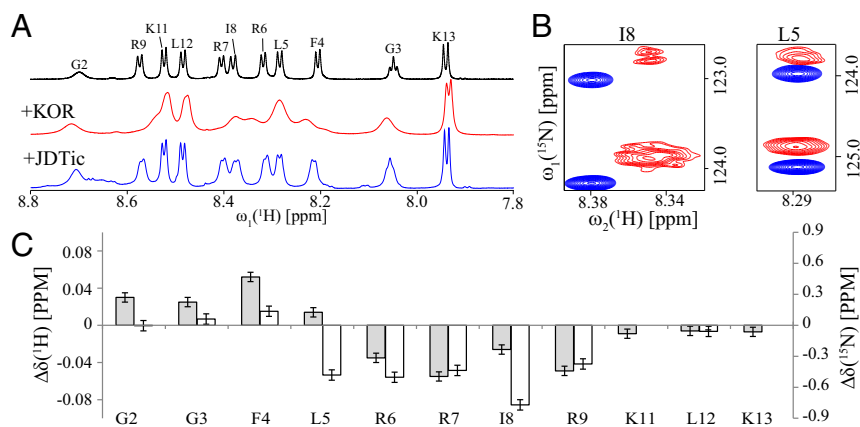 A
K11
I8
R6
K13
G2
R9
L12
R7
L5
F4
G3
+KOR
+JDTic
8.8
8.6
8.4
8.2
8.0
7.8
ω₁(¹H) [ppm]
B
I8
L5
ω₁(¹⁵N) [ppm]
123.0
124.0
124.0
125.0
8.38
8.34
8.29
ω₂(¹H) [ppm]
C
Δδ(¹H) [PPM]
0.08
0.04
0
-0.04
-0.08
0.9
0.6
0.3
0
-0.3
-0.6
-0.9
Δδ(¹⁵N) [PPM]
G2 G3 F4 L5 R6 R7 I8 R9 K11 L12 K13